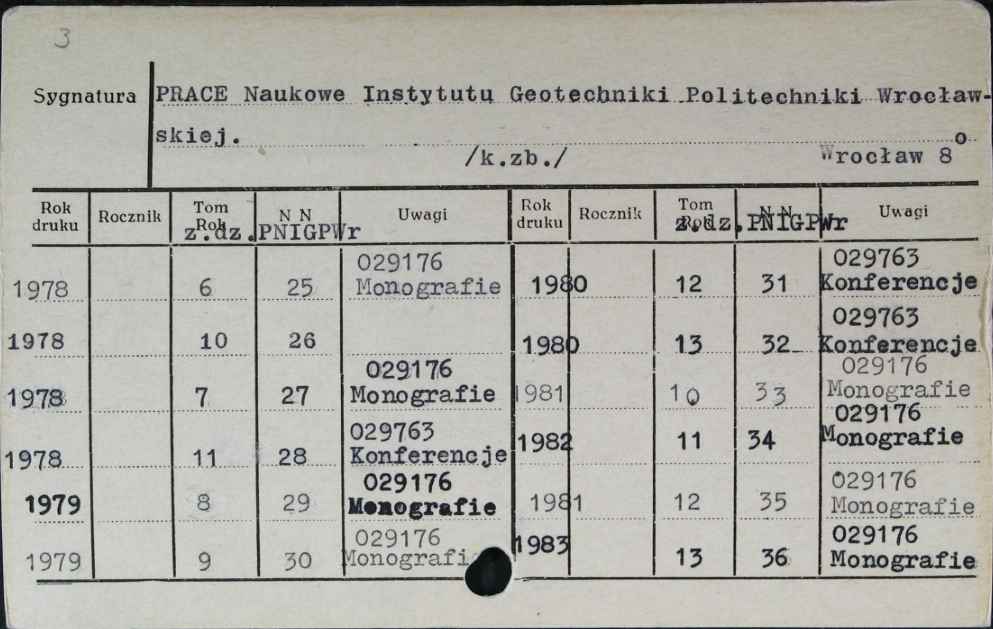 3
Sygnatura PRACE Naukowe Instytutu Geotechniki Politechniki Wrocław-
skiej.
/k.zb./ Wrocław 8°
Rok druku Rocznik Tom Rok N N Uwagi Rok druku Rocznik Tom Rok N N Uwagi
z.dz.PNIGPWr z.dz.PNIGPWr
029176 029763
1978 6 25 Monografie 1980 12 31 Konferencje
029763
1978 10 26 1980 13 32 Konferencje
029176 029176
1978 7 27 Monografie 1981 10 33 Monografie
029763 029176
1978 11 28 Konferencje 1982 11 34 Monografie
029176 029176
1979 8 29 Monografie 1981 12 35 Monografie
029176 029176
1979 9 30 Monografi 1983 13 36 Monografie